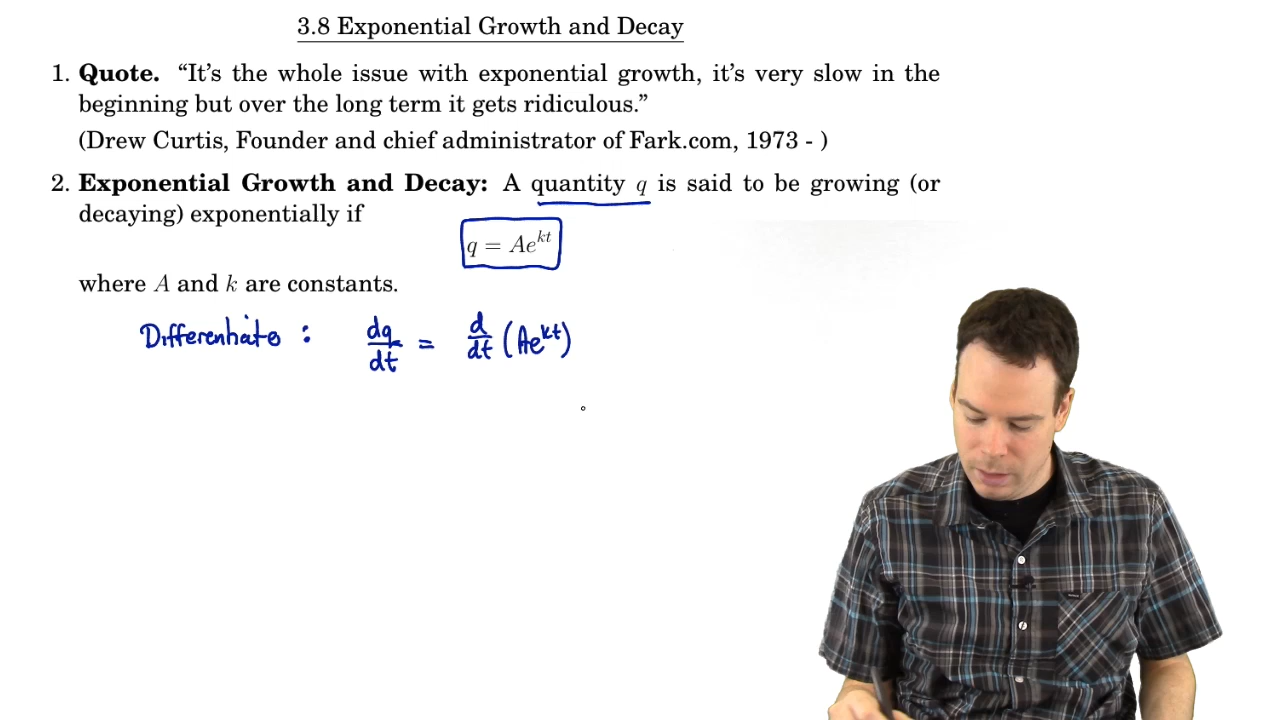 3.8 Exponential Growth and Decay
1. Quote. “It’s the whole issue with exponential growth, it’s very slow in the
beginning but over the long term it gets ridiculous.”
(Drew Curtis, Founder and chief administrator of Fark.com, 1973 - )
2. Exponential Growth and Decay: A quantity q is said to be growing (or
decaying) exponentially if
q = Ae^{kt}
where A and k are constants.
Differentiate : dq/dt = d/dt (Ae^{kt})